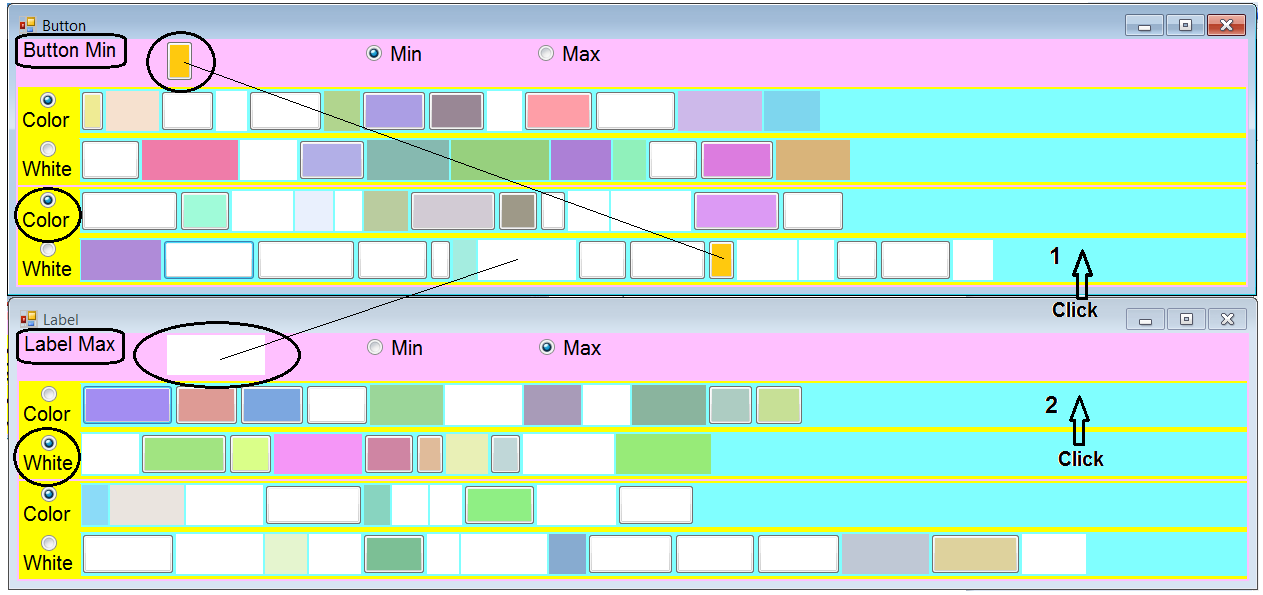 Button
Button Min
Min
Max
Color
White
Color
White
1
Click
Label
Label Max
Min
Max
Color
2
White
Click
Color
White